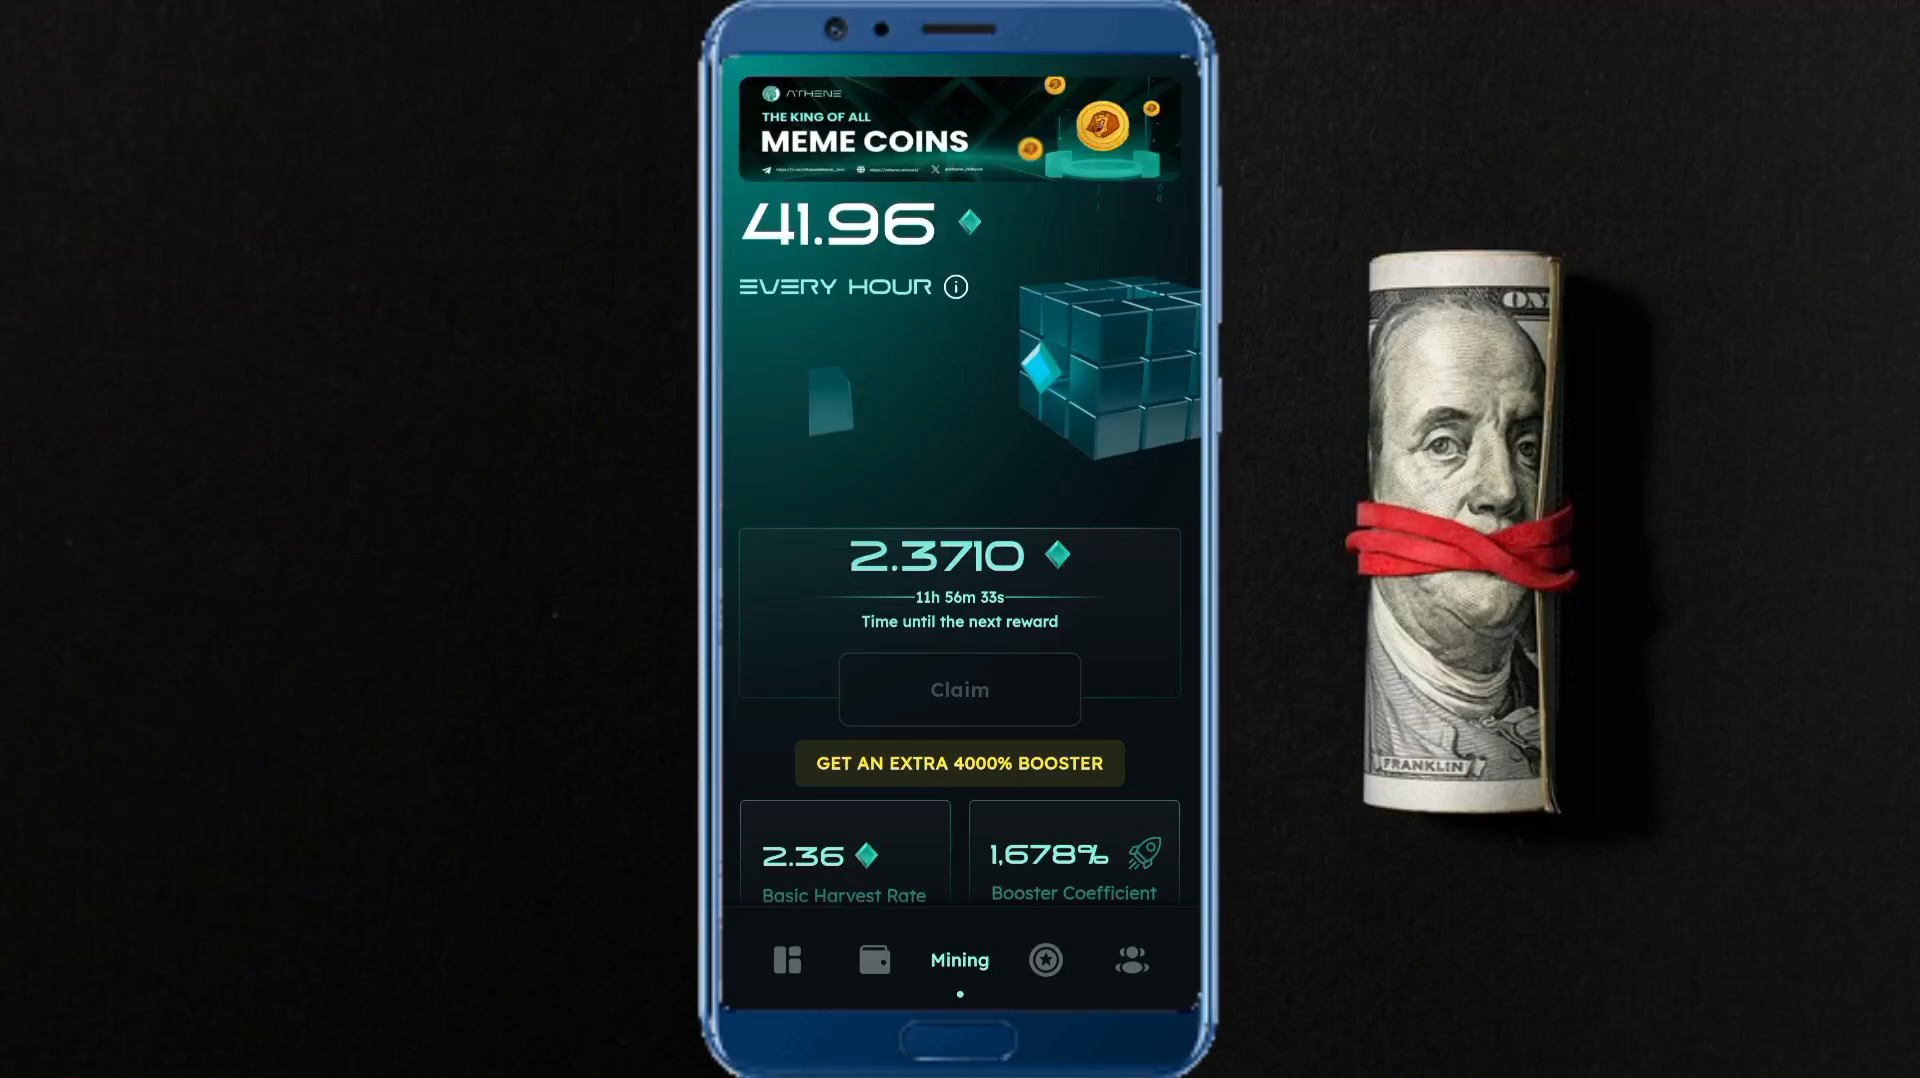 ATHENE
THE KING OF ALL
MEME COINS
41.96
EVERY HOUR
2.3710
11h 56m 33s
Time until the next reward
Claim
GET AN EXTRA 4000% BOOSTER
2.36
Basic Harvest Rate
1,678%
Booster Coefficient
Mining
ON
FRANKLIN